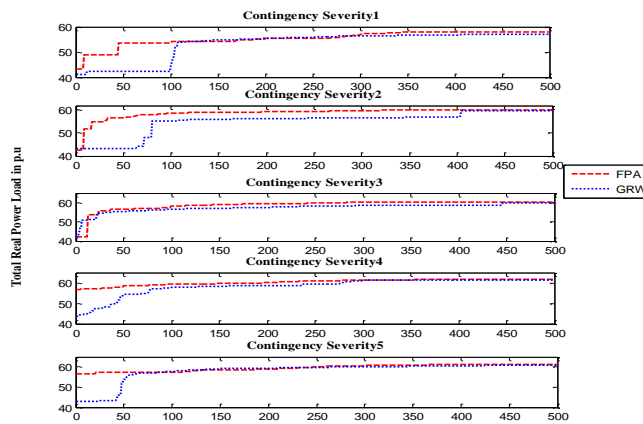 Contingency Severity1
60
50
40
0 50 100 150 200 250 300 350 400 450 500
Contingency Severity2
60
50
40
0 50 100 150 200 250 300 350 400 450 500
Contingency Severity3
60
50
40
0 50 100 150 200 250 300 350 400 450 500
Contingency Severity4
60
50
40
0 50 100 150 200 250 300 350 400 450 500
Contingency Severity5
60
50
40
0 50 100 150 200 250 300 350 400 450 500
Total Real Power Load in p.u
FPA
GRW